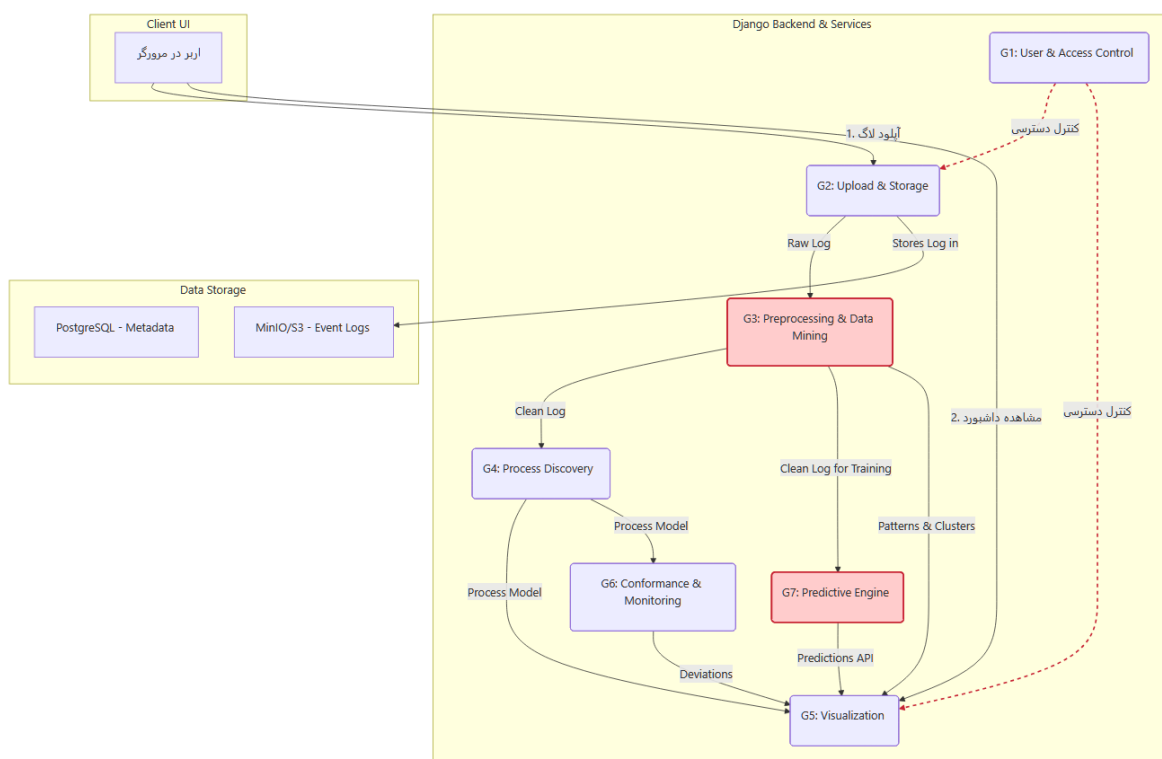 Client UI
اربر در مرورگر
Django Backend & Services
G1: User & Access Control
کنترل دسترسی
1. آپلود لاگ
G2: Upload & Storage
Raw Log
Stores Log in
Data Storage
PostgreSQL - Metadata
MinIO/S3 - Event Logs
G3: Preprocessing & Data
Mining
Clean Log
2. مشاهده داشبورد
کنترل دسترسی
G4: Process Discovery
Clean Log for Training
Process Model
Patterns & Clusters
G6: Conformance &
Monitoring
G7: Predictive Engine
Process Model
Predictions API
Deviations
G5: Visualization